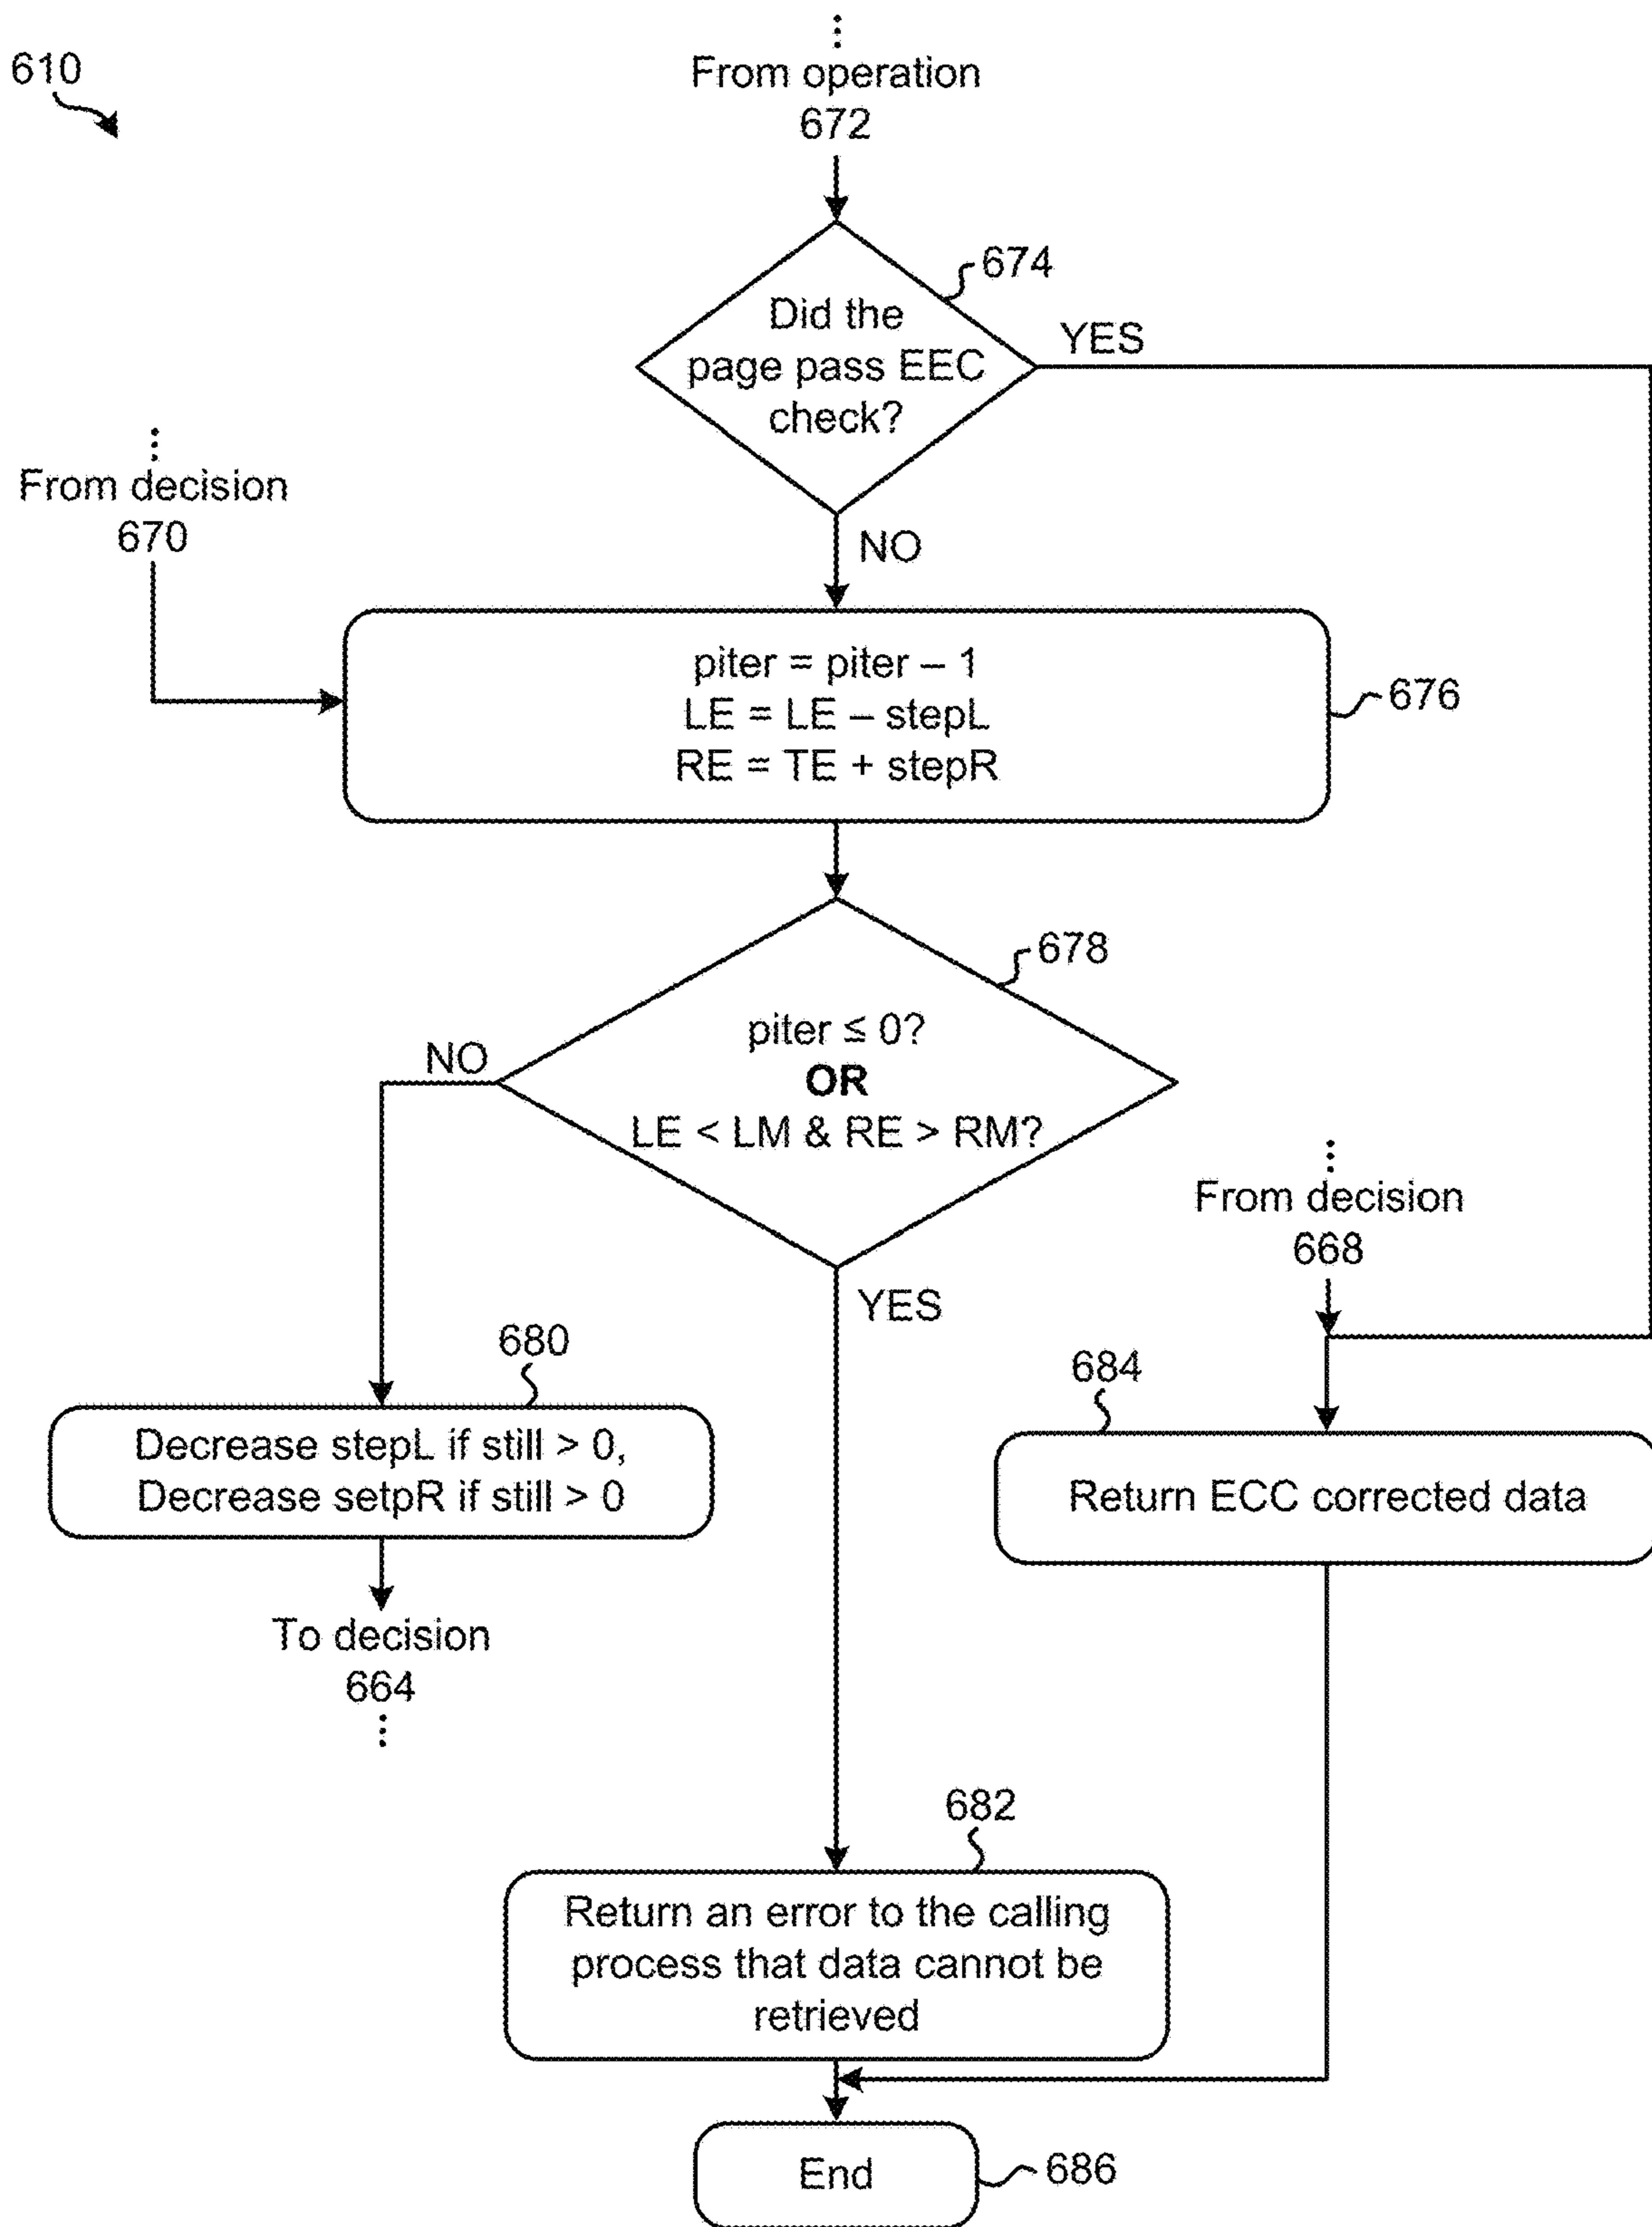 610
From operation
672
674
Did the
page pass EEC
check?
YES
From decision
670
NO
piter = piter – 1
LE = LE – stepL
RE = TE + stepR
676
678
piter ≤ 0?
OR
LE < LM & RE > RM?
NO
YES
From decision
668
680
Decrease stepL if still > 0,
Decrease setpR if still > 0
684
Return ECC corrected data
To decision
664
682
Return an error to the calling
process that data cannot be
retrieved
End
686